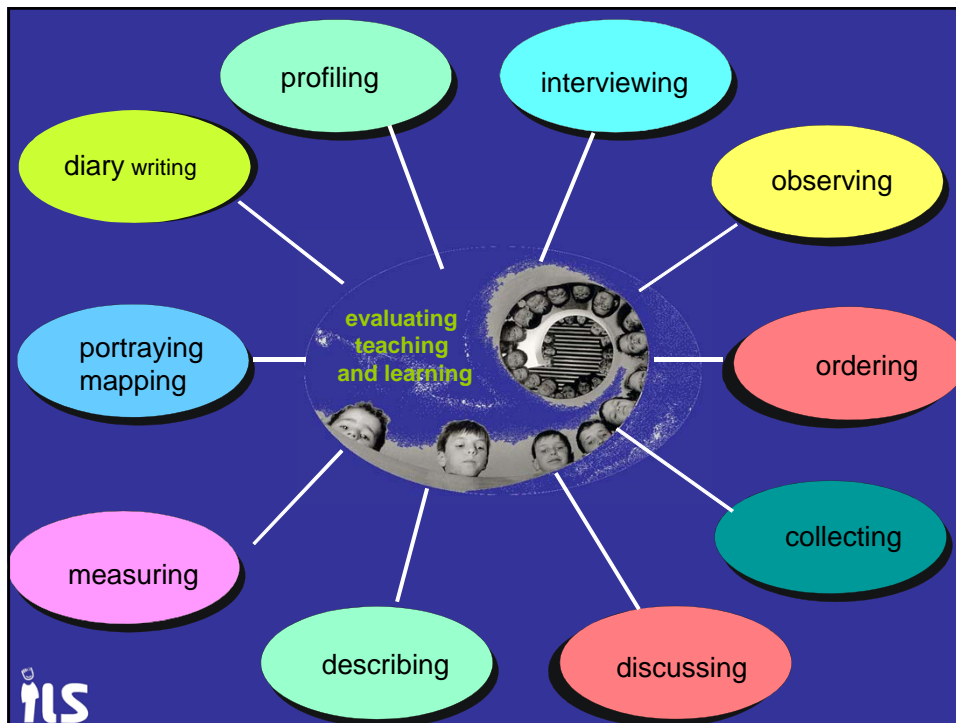 profiling
interviewing
diary writing
observing
evaluating
teaching
and learning
portraying
mapping
ordering
collecting
measuring
describing
discussing
ILS